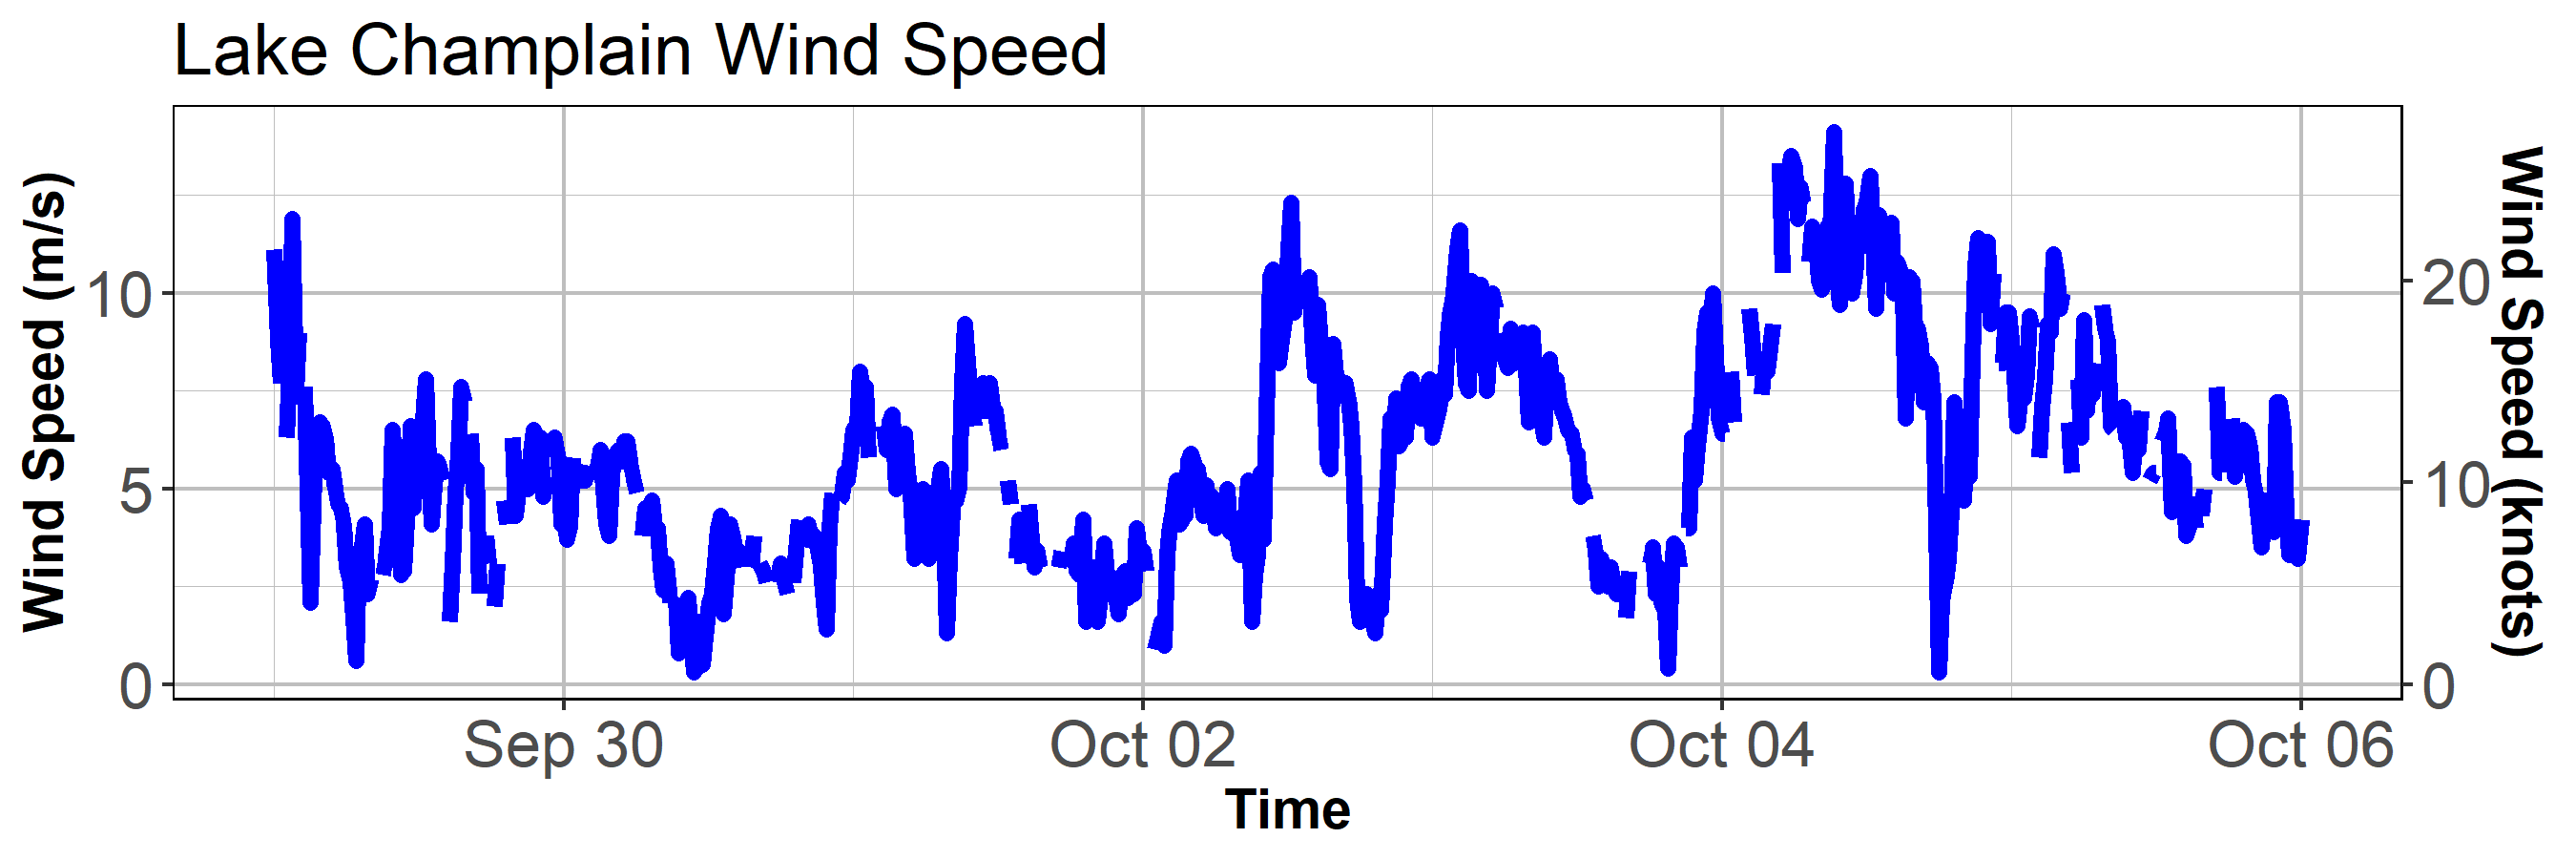 Lake Champlain Wind Speed
Wind Speed (m/s)
10
5
0
20
10
0
Wind Speed (knots)
Sep 30
Oct 02
Oct 04
Oct 06
Time